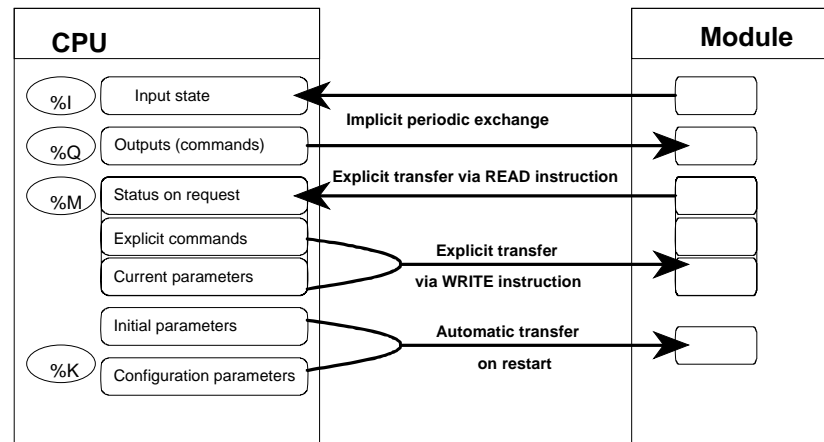 CPU
Module
%I
Input state
Implicit periodic exchange
%Q
Outputs (commands)
Explicit transfer via READ instruction
%M
Status on request
Explicit commands
Explicit transfer
Current parameters
via WRITE instruction
Initial parameters
Automatic transfer
on restart
%K
Configuration parameters